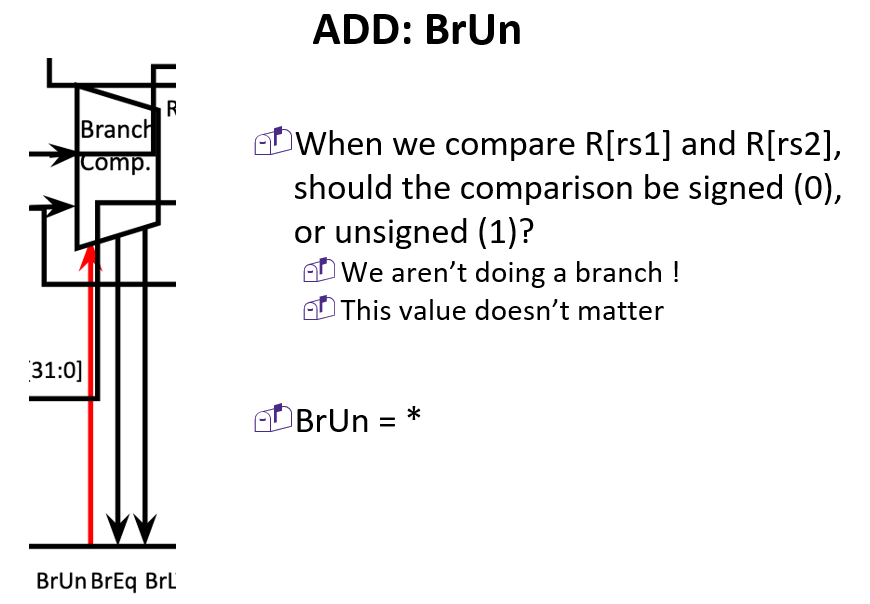 ADD: BrUn
Branch
Comp.
R
[31:0]
BrUn BrEq BrL
When we compare R[rs1] and R[rs2],
should the comparison be signed (0),
or unsigned (1)?
We aren’t doing a branch !
This value doesn’t matter
BrUn = *